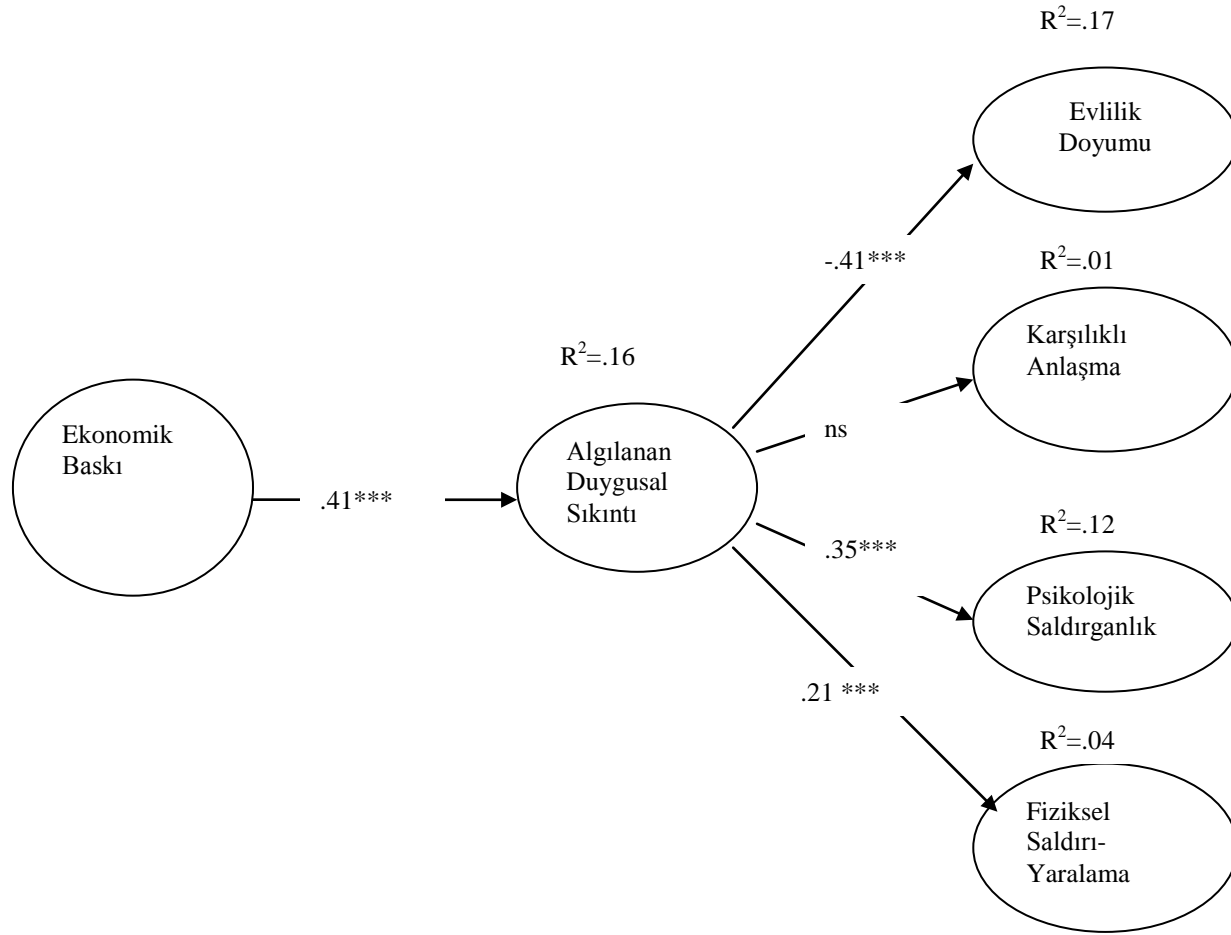 R²=.17
Evlilik
Doyumu
-.41***
R²=.01
Karşılıklı
Anlaşma
R²=.16
Ekonomik
Baskı
Algılanan
Duygusal
Sıkıntı
ns
.41***
R²=.12
.35***
Psikolojik
Saldırganlık
.21 ***
R²=.04
Fiziksel
Saldırı-
Yaralama